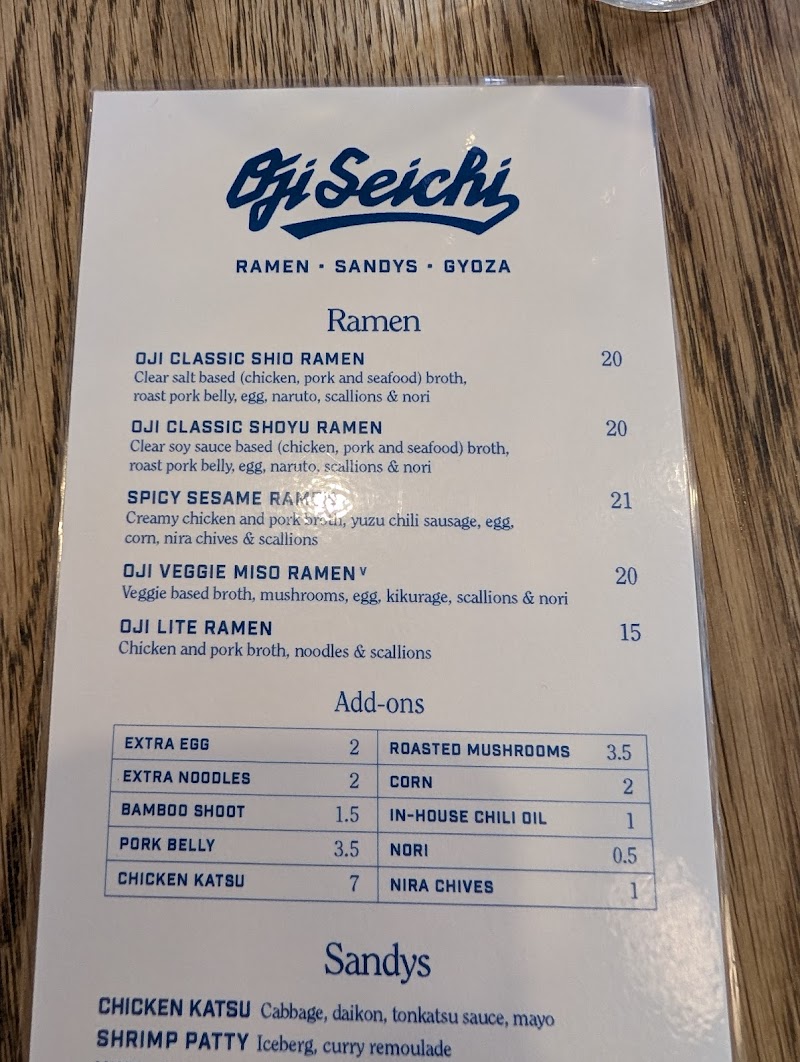 Oji Seichi
RAMEN • SANDYS • GYOZA
Ramen
OJI CLASSIC SHIO RAMEN 20
Clear salt based (chicken, pork and seafood) broth,
roast pork belly, egg, naruto, scallions & nori
OJI CLASSIC SHOYU RAMEN 20
Clear soy sauce based (chicken, pork and seafood) broth,
roast pork belly, egg, naruto, scallions & nori
SPICY SESAME RAMEN 21
Creamy chicken and pork broth, yuzu chili sausage, egg,
corn, nira chives & scallions
OJI VEGGIE MISO RAMEN V 20
Veggie based broth, mushrooms, egg, kikurage, scallions & nori
OJI LITE RAMEN 15
Chicken and pork broth, noodles & scallions
Add-ons
EXTRA EGG 2 ROASTED MUSHROOMS 3.5
EXTRA NOODLES 2 CORN 2
BAMBOO SHOOT 1.5 IN-HOUSE CHILI OIL 1
PORK BELLY 3.5 NORI 0.5
CHICKEN KATSU 7 NIRA CHIVES 1
Sandys
CHICKEN KATSU Cabbage, daikon, tonkatsu sauce, mayo
SHRIMP PATTY Iceberg, curry remoulade